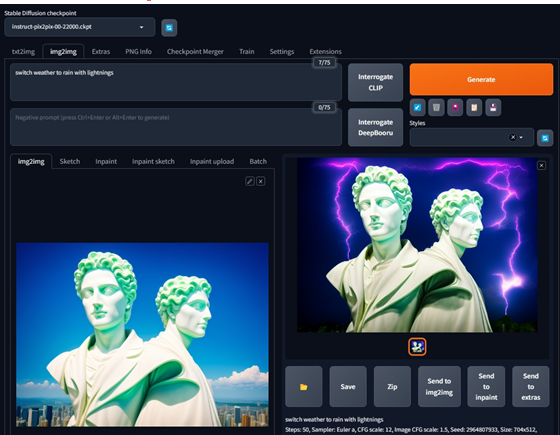 Stable Diffusion checkpoint
instruct-pix2pix-00-22000.ckpt
txt2img img2img Extras PNG Info Checkpoint Merger Train Settings Extensions
7/75
switch weather to rain with lightnings
0/75
Negative prompt (press Ctrl+Enter or Alt+Enter to generate)
Interrogate
CLIP
Interrogate
DeepBooru
Generate
Styles
img2img Sketch Inpaint Inpaint sketch Inpaint upload Batch
Save
Zip
Send to
img2img
Send
to
inpaint
Send
to
extras
switch weather to rain with lightnings
Steps: 50, Sampler: Euler a, CFG scale: 12, Image CFG scale: 1.5, Seed: 2964807933, Size: 704x512,